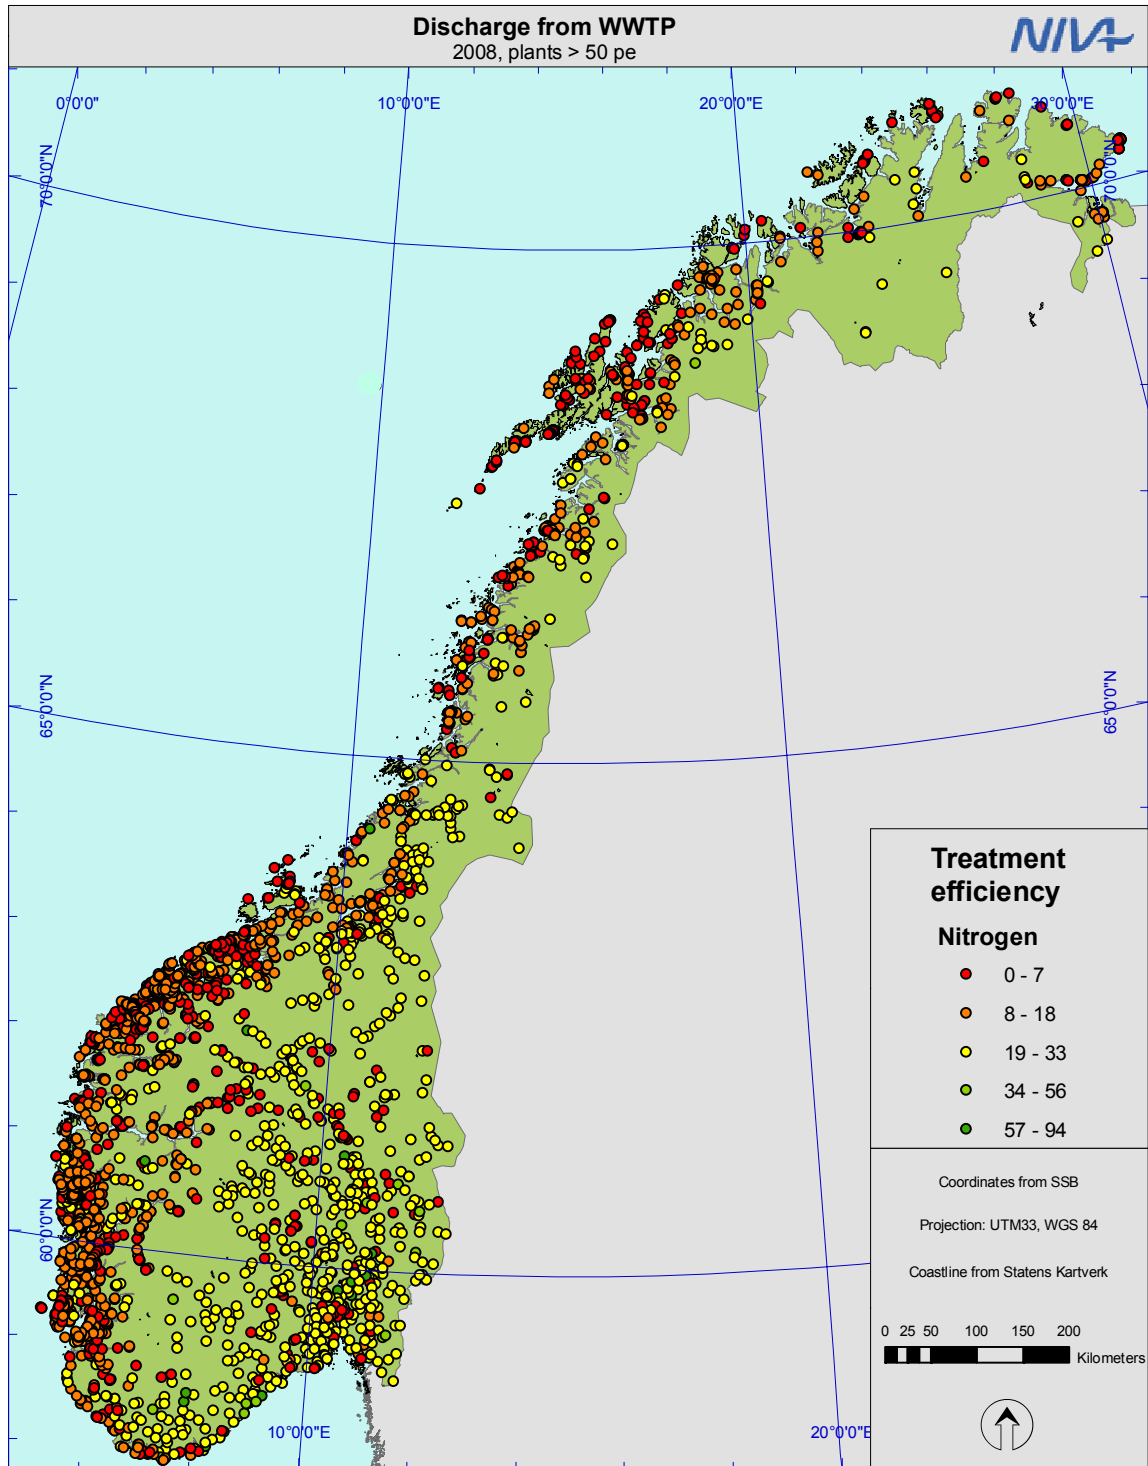 Discharge from WWTP
2008, plants > 50 pe
NIVA
0°0'0"
10°0'0"E
20°0'0"E
30°0'0"E
70°0'0"N
70°0'0"N
65°0'0"N
65°0'0"N
60°0'0"N
10°0'0"E
20°0'0"E
Treatment
efficiency
Nitrogen
0 - 7
8 - 18
19 - 33
34 - 56
57 - 94
Coordinates from SSB
Projection: UTM33, WGS 84
Coastline from Statens Kartverk
0 25 50 100 150 200
Kilometers